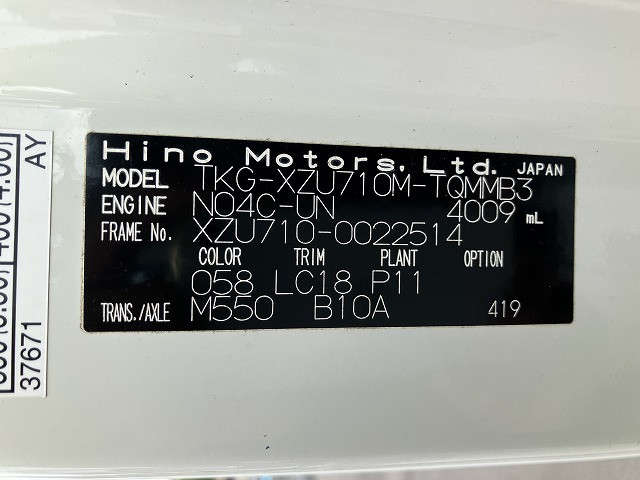 Hino Motors, Ltd. JAPAN
MODEL TKG-XZU710M-TQMMB3
ENGINE N04C-UN 4009 mL
FRAME No. XZU710-0022514
COLOR TRIM PLANT OPTION
058 LC18 P11
TRANS./AXLE M550 B10A 419
AY
37671